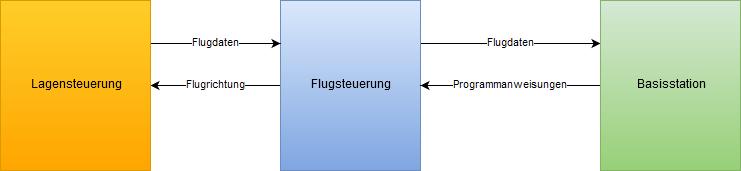 Flugdaten
Flugdaten
Lagensteuerung
Flugrichtung
Flugsteuerung
Programmanweisungen
Basisstation